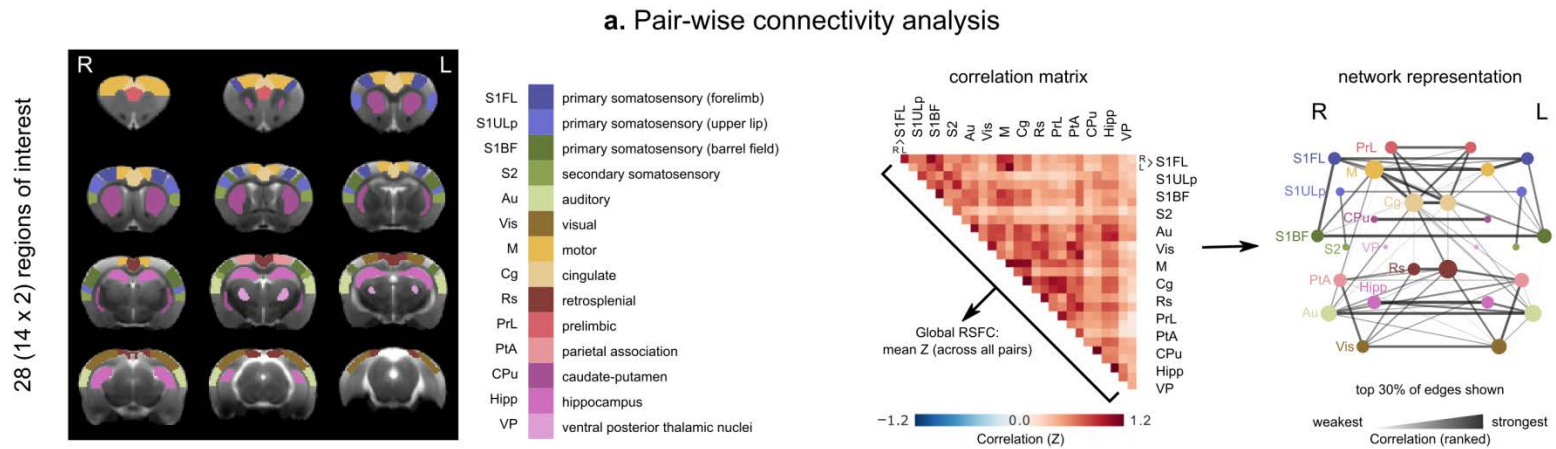 a. Pair-wise connectivity analysis
28 (14 x 2) regions of interest
R
L
S1FL primary somatosensory (forelimb)
S1ULp primary somatosensory (upper lip)
S1BF primary somatosensory (barrel field)
S2 secondary somatosensory
Au auditory
Vis visual
M motor
Cg cingulate
Rs retrosplenial
PrL prelimbic
PtA parietal association
CPu caudate-putamen
Hipp hippocampus
VP ventral posterior thalamic nuclei
correlation matrix
S1FL
S1ULp
S1BF
S2
Au
Vis
M
Cg
Rs
PrL
PtA
CPu
Hipp
VP
R L
R
L
S1FL
S1ULp
S1BF
S2
Au
Vis
M
Cg
Rs
PrL
PtA
CPu
Hipp
VP
Global RSFC:
mean Z (across all pairs)
−1.2 0.0 1.2
Correlation (Z)
network representation
R L
PrL
S1FL
M
S1ULp
Cg
CPu
S1BF
S2
VP
Rs
PtA
Hipp
Au
Vis
top 30% of edges shown
weakest strongest
Correlation (ranked)